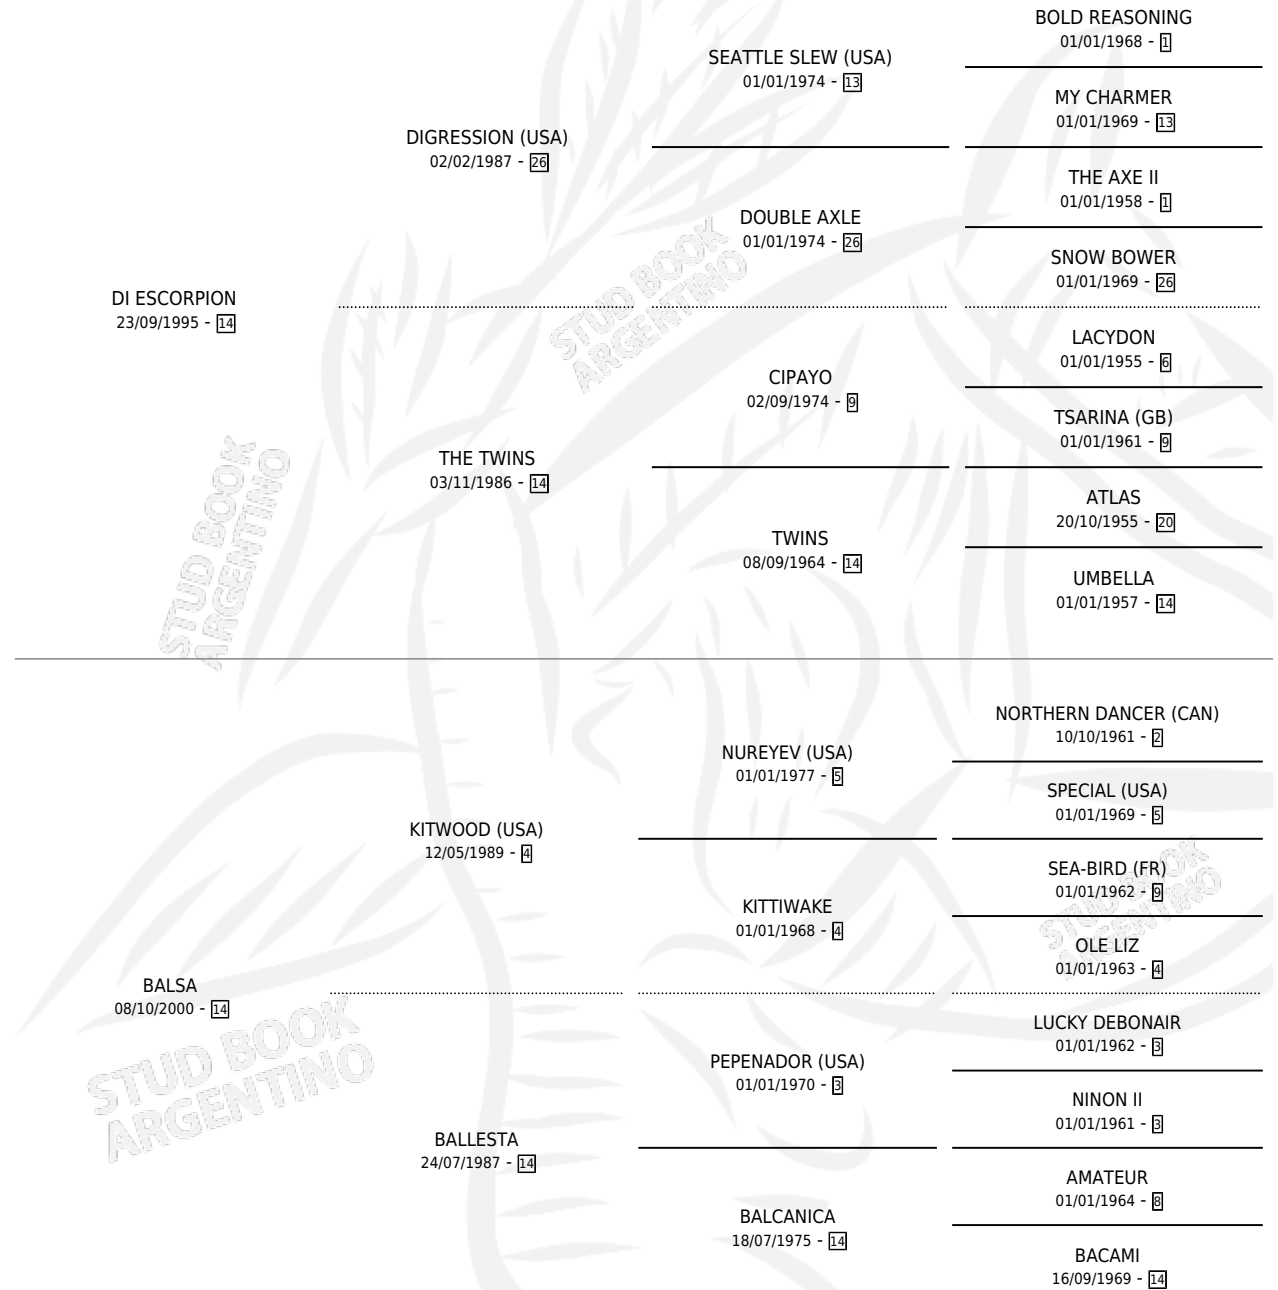 BOLD REASONING
01/01/1968 - 1
SEATTLE SLEW (USA)
01/01/1974 - 13
MY CHARMER
01/01/1969 - 13
DIGRESSION (USA)
02/02/1987 - 26
THE AXE II
01/01/1958 - 1
DOUBLE AXLE
01/01/1974 - 26
SNOW BOWER
01/01/1969 - 26
DI ESCORPION
23/09/1995 - 14
STUD BOOK
ARGENTINO
LACYDON
01/01/1955 - 6
CIPAYO
02/09/1974 - 9
TSARINA (GB)
01/01/1961 - 9
THE TWINS
03/11/1986 - 14
ATLAS
20/10/1955 - 20
TWINS
08/09/1964 - 14
UMBELLA
01/01/1957 - 14
STUD BOOK
ARGENTINO
NORTHERN DANCER (CAN)
10/10/1961 - 2
NUREYEV (USA)
01/01/1977 - 5
SPECIAL (USA)
01/01/1969 - 5
KITWOOD (USA)
12/05/1989 - 4
SEA-BIRD (FR)
01/01/1962 - 9
KITTIWAKE
01/01/1968 - 4
STUD BOOK
ARGENTINO
OLE LIZ
01/01/1963 - 4
BALSA
08/10/2000 - 14
STUD BOOK
ARGENTINO
LUCKY DEBONAIR
01/01/1962 - 3
PEPENADOR (USA)
01/01/1970 - 3
NINON II
01/01/1961 - 3
BALLESTA
24/07/1987 - 14
AMATEUR
01/01/1964 - 8
BALCANICA
18/07/1975 - 14
BACAMI
16/09/1969 - 14